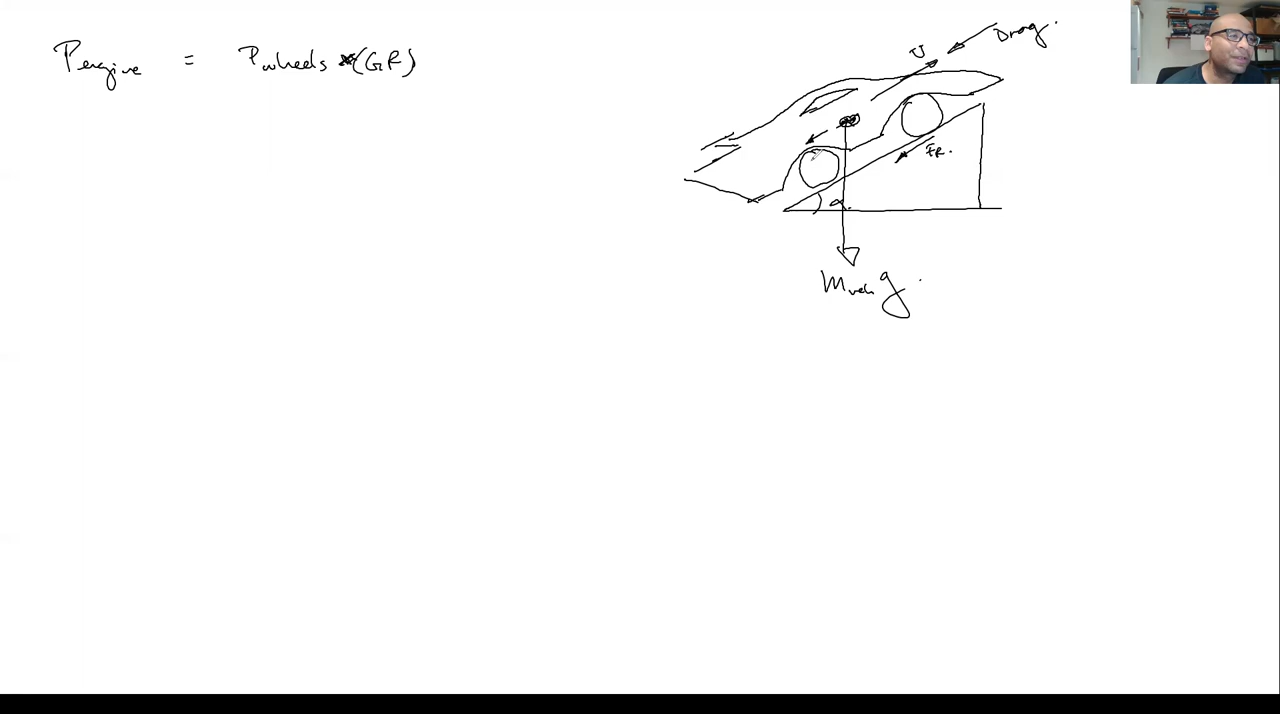 Pengine = Pwheels *(GR)
Drag.
U
FR.
α.
Mveh g.